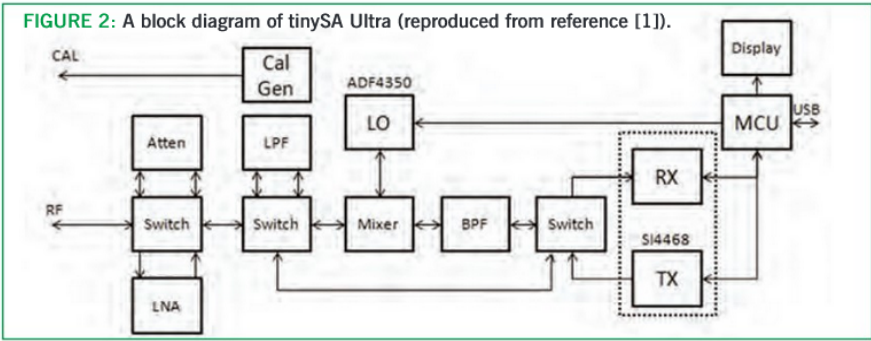 FIGURE 2: A block diagram of tinySA Ultra (reproduced from reference [1]).
CAL
Cal
Gen
Display
ADF4350
Atten
LPF
LO
MCU
USB
RX
RF
Switch
Switch
Mixer
BPF
Switch
SI4468
TX
LNA